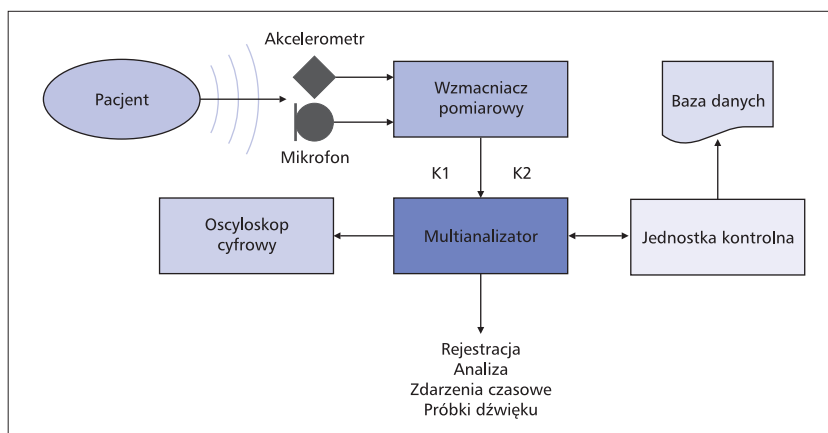 Akcelerometr
Pacjent
Mikrofon
Wzmacniacz
pomiarowy
Baza danych
K1
K2
Oscyloskop
cyfrowy
Multianalizator
Jednostka kontrolna
Rejestracja
Analiza
Zdarzenia czasowe
Próbki dźwięku